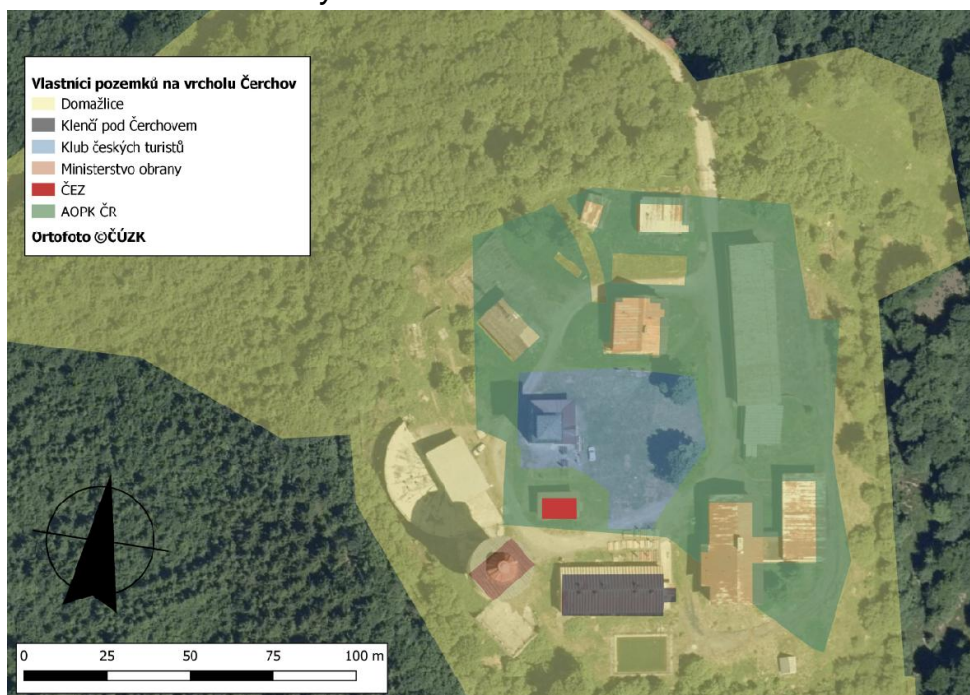 Vlastníci pozemků na vrcholu Čerchov
Domažlice
Klenčí pod Čerchovem
Klub českých turistů
Ministerstvo obrany
ČEZ
AOPK ČR
Ortofoto ©ČÚZK
0 25 50 75 100 m